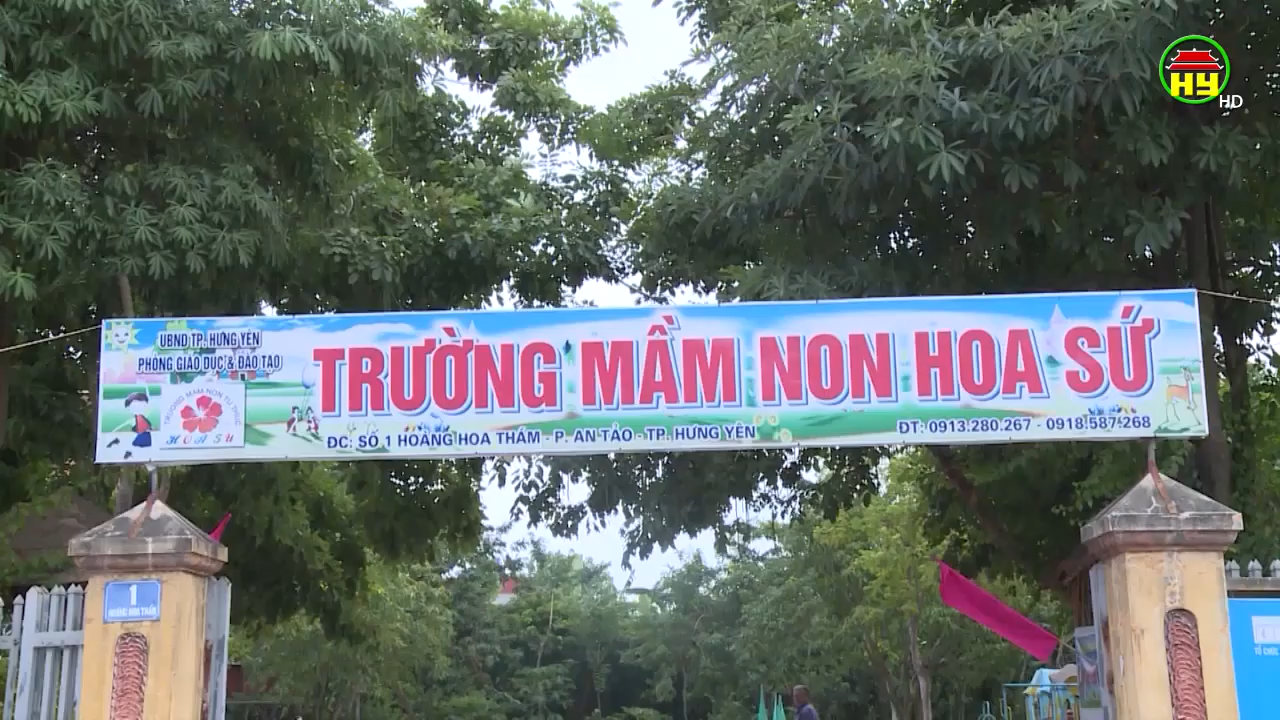 HY HD
UBND TP. HƯNG YÊN
PHÒNG GIÁO DỤC & ĐÀO TẠO
TRƯỜNG MẦM NON HOA SỨ
TRƯỜNG MẦM NON TƯ THỤC
HOA SỨ
ĐC: SỐ 1 HOÀNG HOA THÁM - P. AN TẢO - TP. HƯNG YÊN
ĐT: 0913.280.267 - 0918.587.268
1
HOÀNG HOA THÁM
TỔ CHỨC